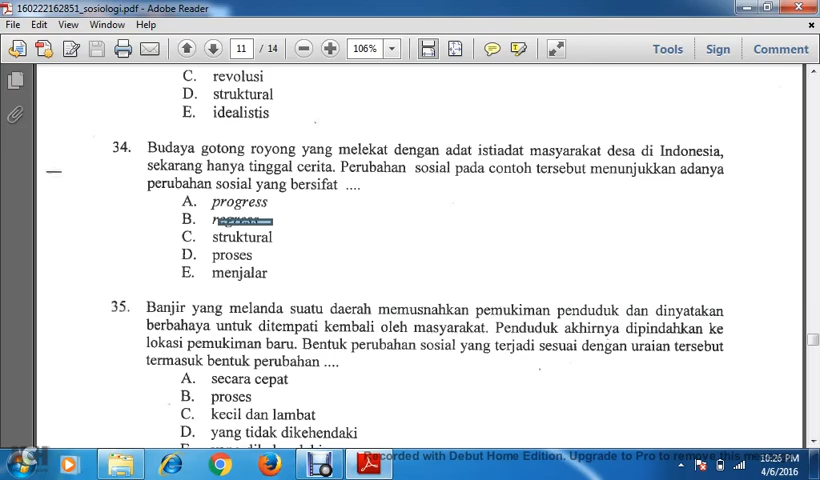 160222162851_sosiologi.pdf - Adobe Reader
File Edit View Window Help
11 / 14 106% Tools Sign Comment
C. revolusi
D. struktural
E. idealistis
34. Budaya gotong royong yang melekat dengan adat istiadat masyarakat desa di Indonesia,
sekarang hanya tinggal cerita. Perubahan sosial pada contoh tersebut menunjukkan adanya
perubahan sosial yang bersifat ....
A. progress
B. regress
C. struktural
D. proses
E. menjalar
35. Banjir yang melanda suatu daerah memusnahkan pemukiman penduduk dan dinyatakan
berbahaya untuk ditempati kembali oleh masyarakat. Penduduk akhirnya dipindahkan ke
lokasi pemukiman baru. Bentuk perubahan sosial yang terjadi sesuai dengan uraian tersebut
termasuk bentuk perubahan ....
A. secara cepat
B. proses
C. kecil dan lambat
D. yang tidak dikehendaki
Recorded with Debut Home Edition. Upgrade to Pro to remove this
10:26 PM
4/6/2016